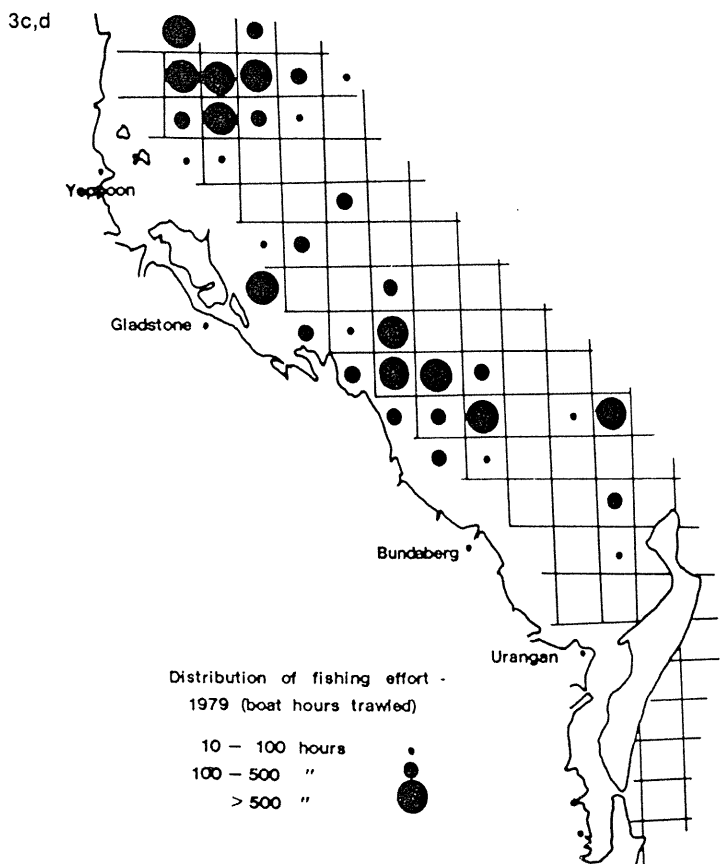 3c,d
Yeppoon
Gladstone
Bundaberg
Urangan
Distribution of fishing effort -
1979 (boat hours trawled)
10 – 100 hours
100 – 500 "
> 500 "